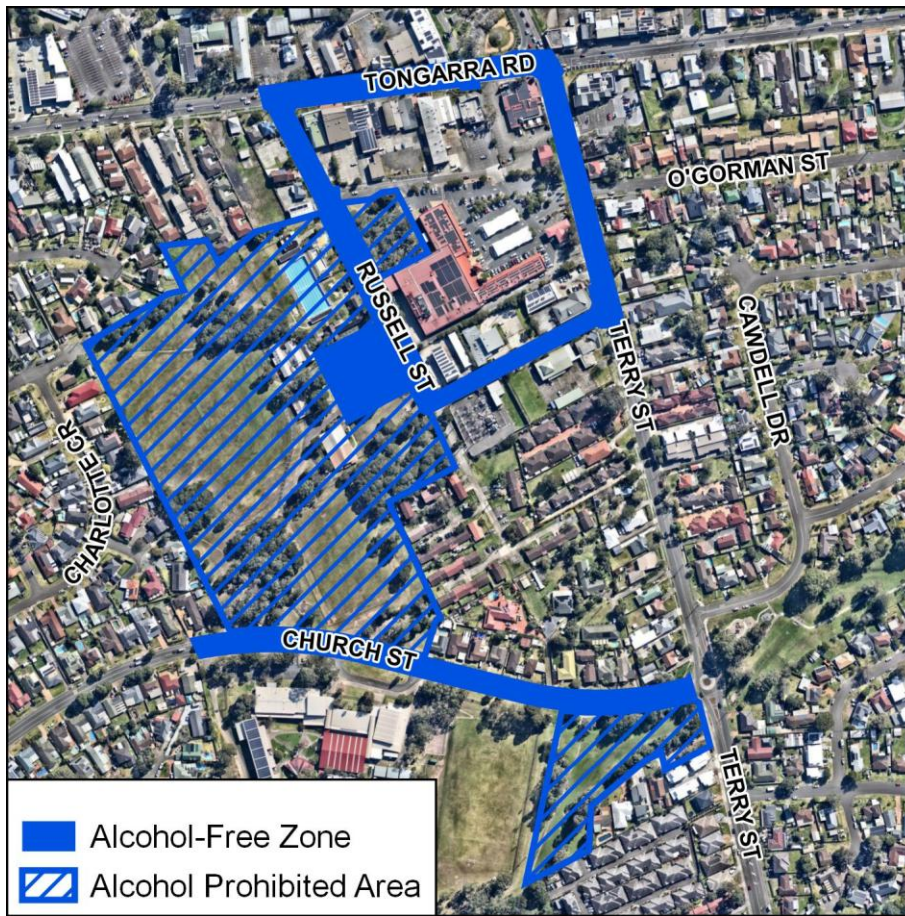 TONGARRA RD
O'GORMAN ST
RUSSELL ST
TERRY ST
CAWDELL DR
CHARLOTTE CR
CHURCH ST
TERRY ST
Alcohol-Free Zone
Alcohol Prohibited Area